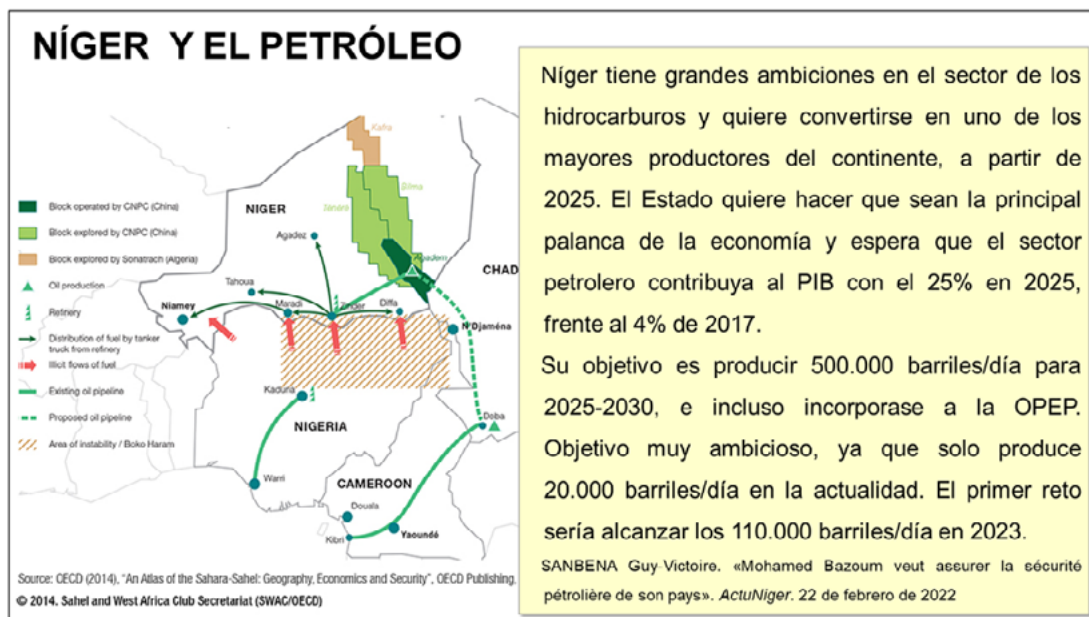 NÍGER Y EL PETRÓLEO
Kafra
Bilma
Tenere
Block operated by CNPC (China)
Block explored by CNPC (China)
Block explored by Sonatrach (Algeria)
Oil production
Refinery
Distribution of fuel by tanker
truck from refinery
Illicit flows of fuel
Existing oil pipeline
Proposed oil pipeline
Area of instability / Boko Haram
NIGER
Agadez
Agadem
CHAD
Tahoua
Niamey
Maradi
Zinder
Diffa
N'Djaména
Kaduna
NIGERIA
Doba
Warri
CAMEROON
Douala
Kibri
Yaoundé
Source: OECD (2014), "An Atlas of the Sahara-Sahel: Geography, Economics and Security", OECD Publishing.
© 2014. Sahel and West Africa Club Secretariat (SWAC/OECD)
Níger tiene grandes ambiciones en el sector de los
hidrocarburos y quiere convertirse en uno de los
mayores productores del continente, a partir de
2025. El Estado quiere hacer que sean la principal
palanca de la economía y espera que el sector
petrolero contribuya al PIB con el 25% en 2025,
frente al 4% de 2017.
Su objetivo es producir 500.000 barriles/día para
2025-2030, e incluso incorporase a la OPEP.
Objetivo muy ambicioso, ya que solo produce
20.000 barriles/día en la actualidad. El primer reto
sería alcanzar los 110.000 barriles/día en 2023.
SANBENA Guy-Victoire. «Mohamed Bazoum veut assurer la sécurité
pétrolière de son pays». ActuNiger. 22 de febrero de 2022